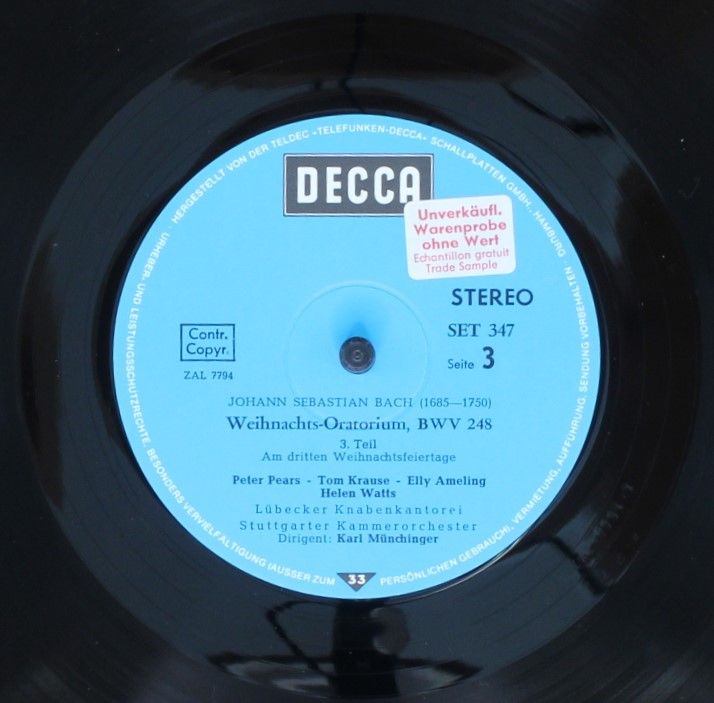 DECCA
Unverkäufl.
Warenprobe
ohne Wert
Echantillon gratuit
Trade Sample
STEREO
SET 347
Seite 3
Contr.
Copyr.
ZAL 7794
JOHANN SEBASTIAN BACH (1685—1750)
Weihnachts-Oratorium, BWV 248
3. Teil
Am dritten Weihnachtsfeiertage
Peter Pears - Tom Krause - Elly Ameling
Helen Watts
Lübecker Knabenkantorei
Stuttgarter Kammerorchester
Dirigent: Karl Münchinger
33
URHEBER- UND LEISTUNGSSCHUTZRECHTE, BESONDERS VERVIELFÄLTIGUNG (AUSSER ZUM PERSÖNLICHEN GEBRAUCH), VERMIETUNG, AUFFÜHRUNG, SENDUNG VORBEHALTEN · HERGESTELLT VON DER TELDEC »TELEFUNKEN-DECCA« SCHALLPLATTEN GMBH., HAMBURG ·